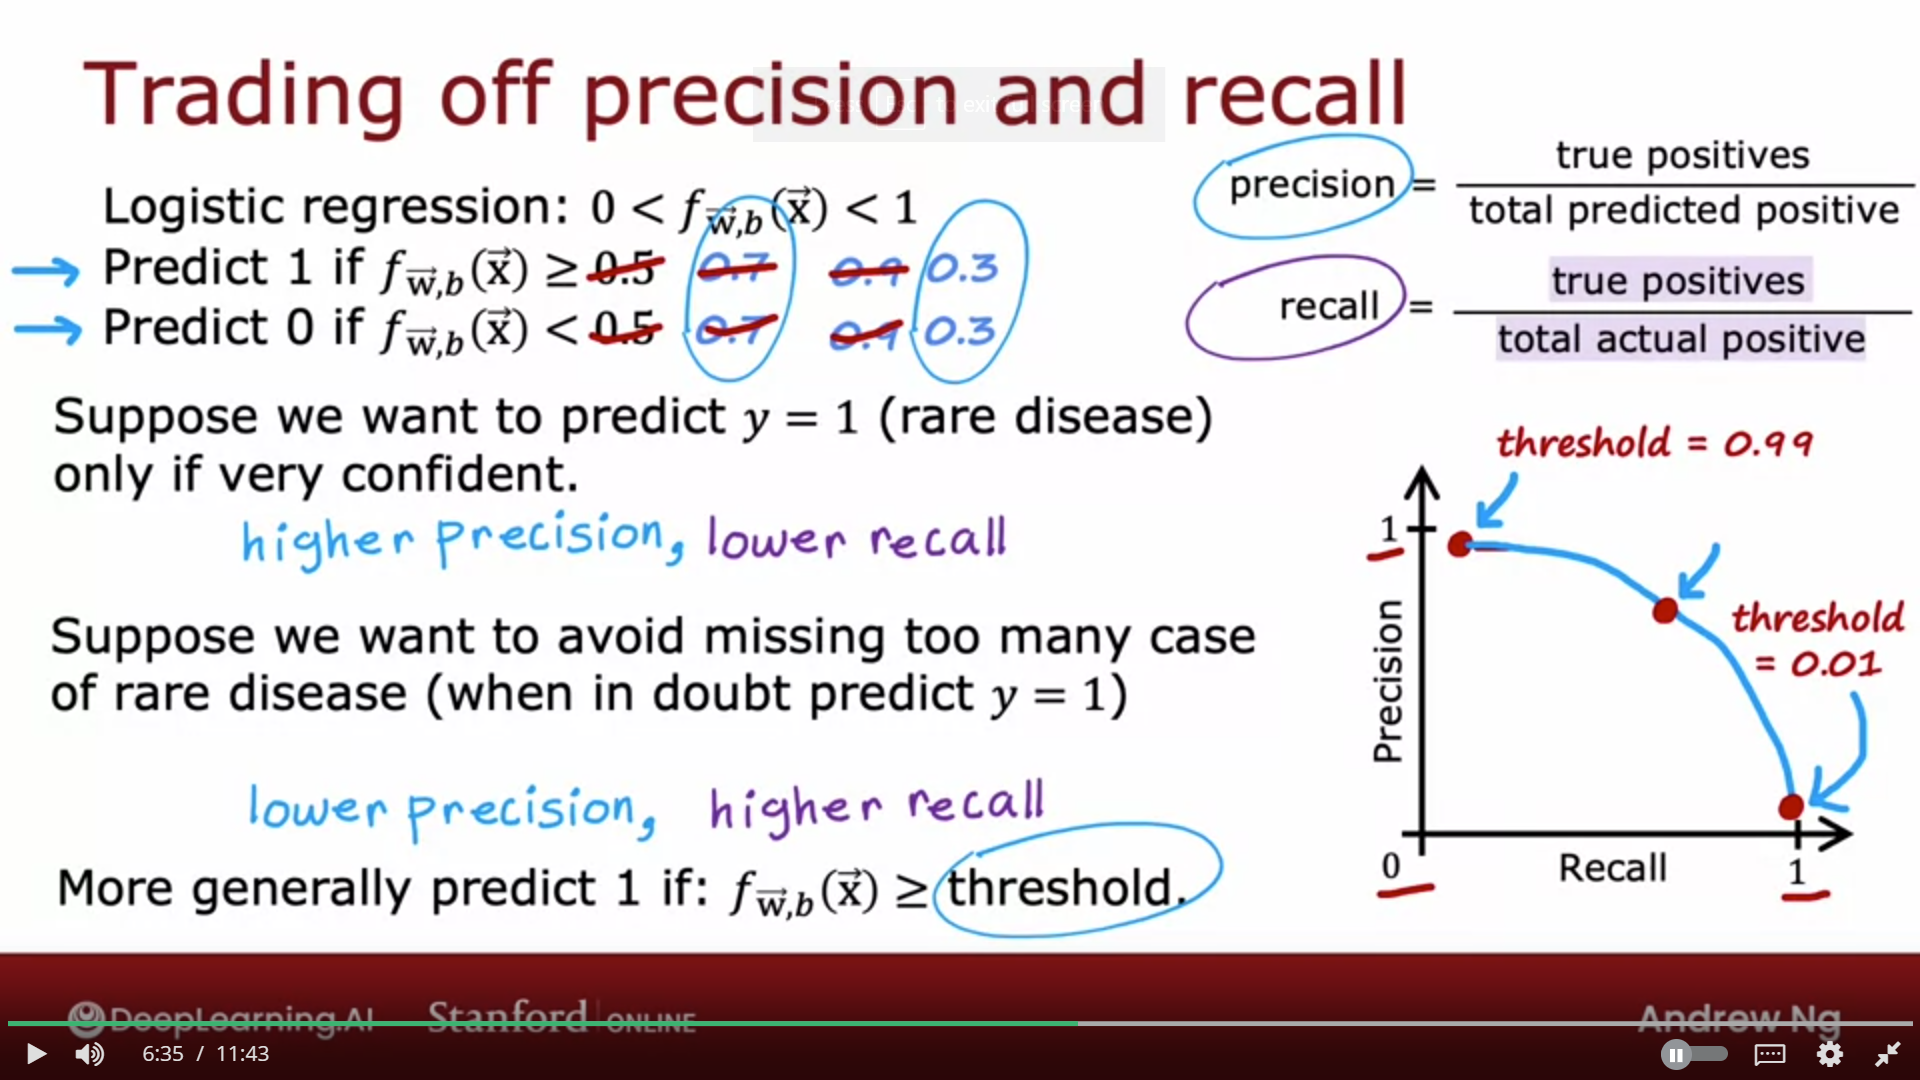 Trading off precision and recall
Logistic regression: 0 < f_w⃗,b(x⃗) < 1
Predict 1 if f_w⃗,b(x⃗) ≥ 0.5 0.7 0.9 0.3
Predict 0 if f_w⃗,b(x⃗) < 0.5 0.7 0.9 0.3
precision = true positives / total predicted positive
recall = true positives / total actual positive
Suppose we want to predict y = 1 (rare disease)
only if very confident.
higher precision, lower recall
Suppose we want to avoid missing too many case
of rare disease (when in doubt predict y = 1)
lower precision, higher recall
More generally predict 1 if: f_w⃗,b(x⃗) ≥ threshold.
threshold = 0.99
1
Precision
threshold
= 0.01
0
Recall
1
DeepLearning.AI
Stanford ONLINE
Andrew Ng
6:35 / 11:43